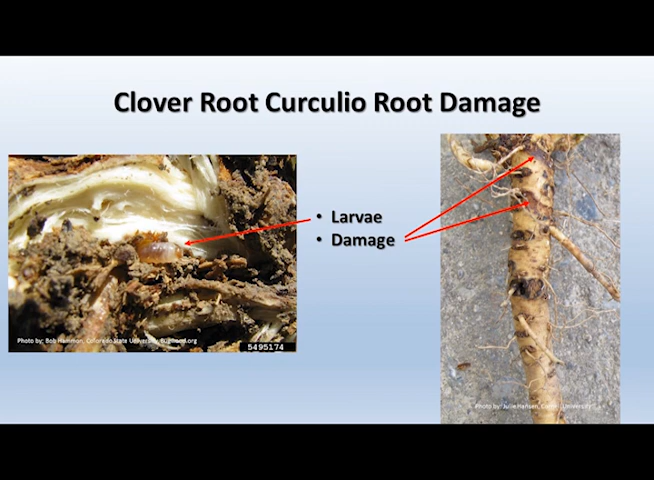 Clover Root Curculio Root Damage
• Larvae
• Damage
Photo by: Bob Hammon, Colorado State University, Bugwood.org
5495174
Photo by: Julie Hansen, Cornell University